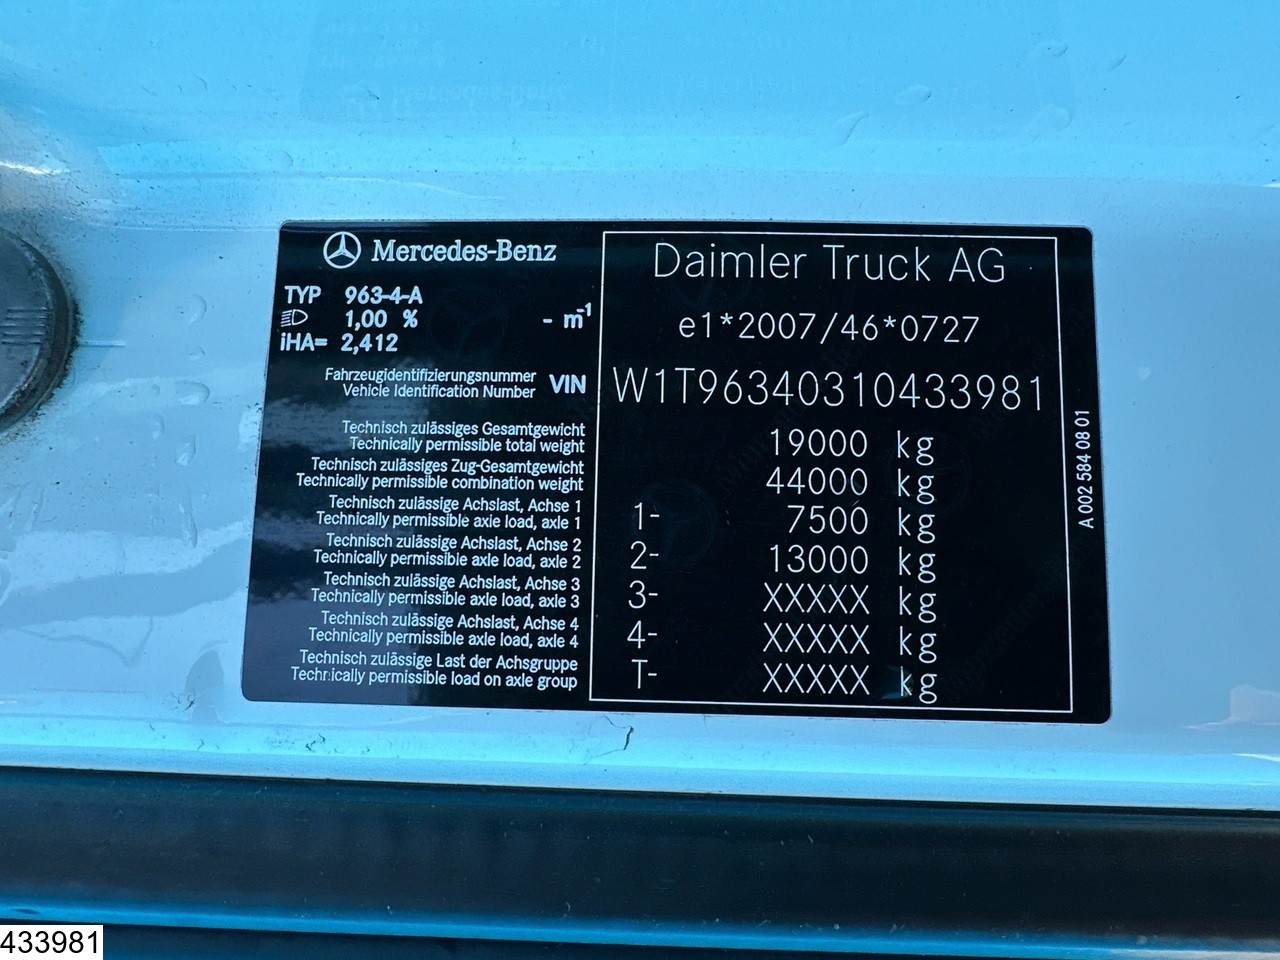 Mercedes-Benz
TYP 963-4-A
1,00 % - m-1
iHA= 2,412
Daimler Truck AG
e1*2007/46*0727
Fahrzeugidentifizierungsnummer
Vehicle Identification Number VIN W1T96340310433981
Technisch zulässiges Gesamtgewicht
Technically permissible total weight 19000 kg
Technisch zulässiges Zug-Gesamtgewicht
Technically permissible combination weight 44000 kg
Technisch zulässige Achslast, Achse 1
Technically permissible axle load, axle 1 1- 7500 kg
Technisch zulässige Achslast, Achse 2
Technically permissible axle load, axle 2 2- 13000 kg
Technisch zulässige Achslast, Achse 3
Technically permissible axle load, axle 3 3- XXXXX kg
Technisch zulässige Achslast, Achse 4
Technically permissible axle load, axle 4 4- XXXXX kg
Technisch zulässige Last der Achsgruppe
Technically permissible load on axle group T- XXXXX kg
A 002 584 08 01
433981